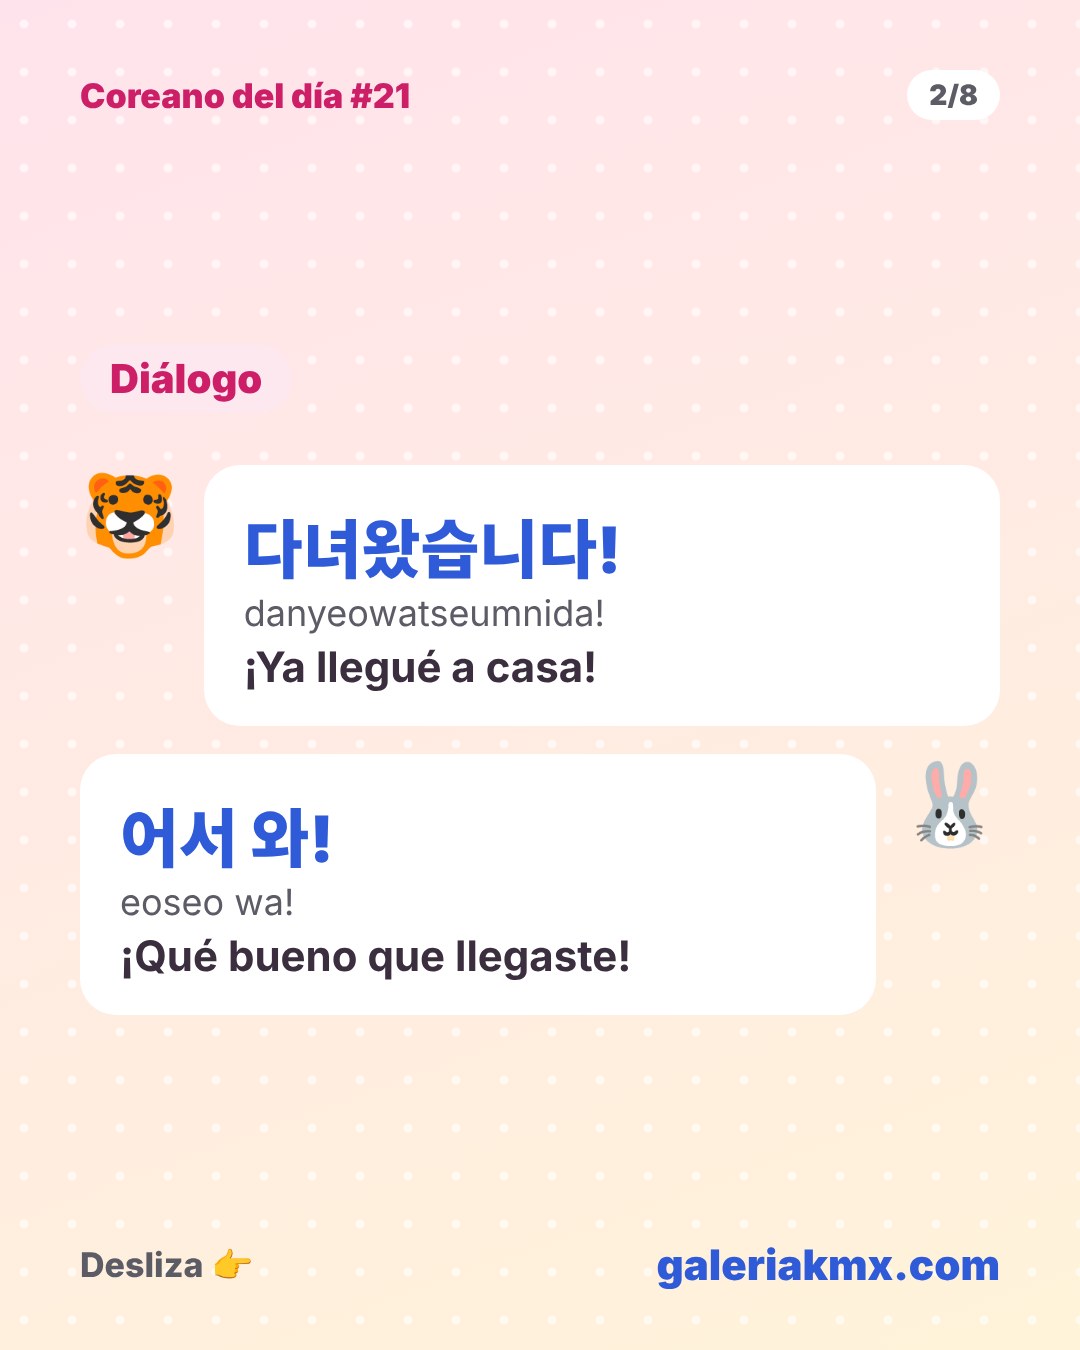 Coreano del día #21
2/8
Diálogo
다녀왔습니다!
danyeowatseumnida!
¡Ya llegué a casa!
어서 와!
eoseo wa!
¡Qué bueno que llegaste!
Desliza 👉
galeriakmx.com